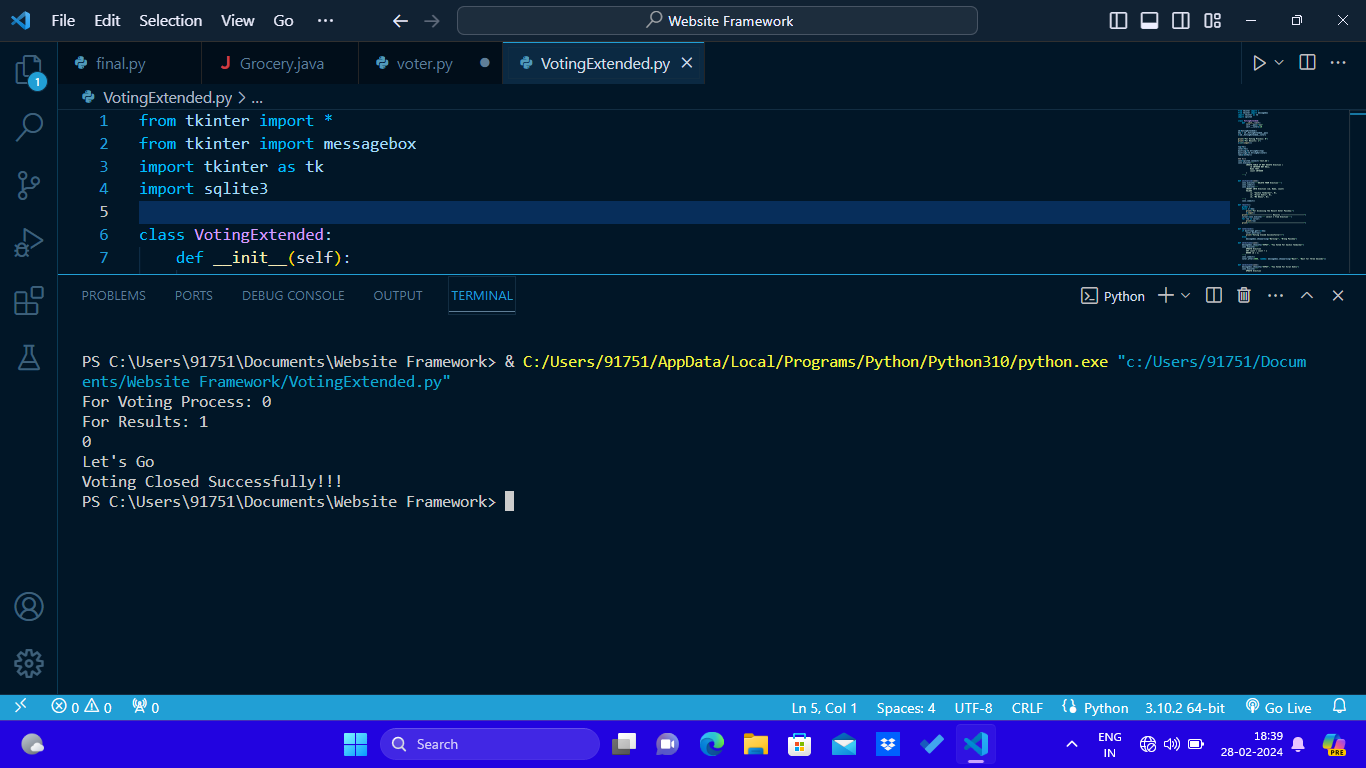 File Edit Selection View Go ··· Website Framework
1 final.py Grocery.java voter.py VotingExtended.py
VotingExtended.py > ...
1 from tkinter import *
2 from tkinter import messagebox
3 import tkinter as tk
4 import sqlite3
5
6 class VotingExtended:
7 def __init__(self):
PROBLEMS PORTS DEBUG CONSOLE OUTPUT TERMINAL Python
PS C:\Users\91751\Documents\Website Framework> & C:/Users/91751/AppData/Local/Programs/Python/Python310/python.exe "c:/Users/91751/Docum
ents/Website Framework/VotingExtended.py"
For Voting Process: 0
For Results: 1
0
Let's Go
Voting Closed Successfully!!!
PS C:\Users\91751\Documents\Website Framework>
0 0 0 Ln 5, Col 1 Spaces: 4 UTF-8 CRLF Python 3.10.2 64-bit Go Live
Search ENG 18:39
IN 28-02-2024 PRE